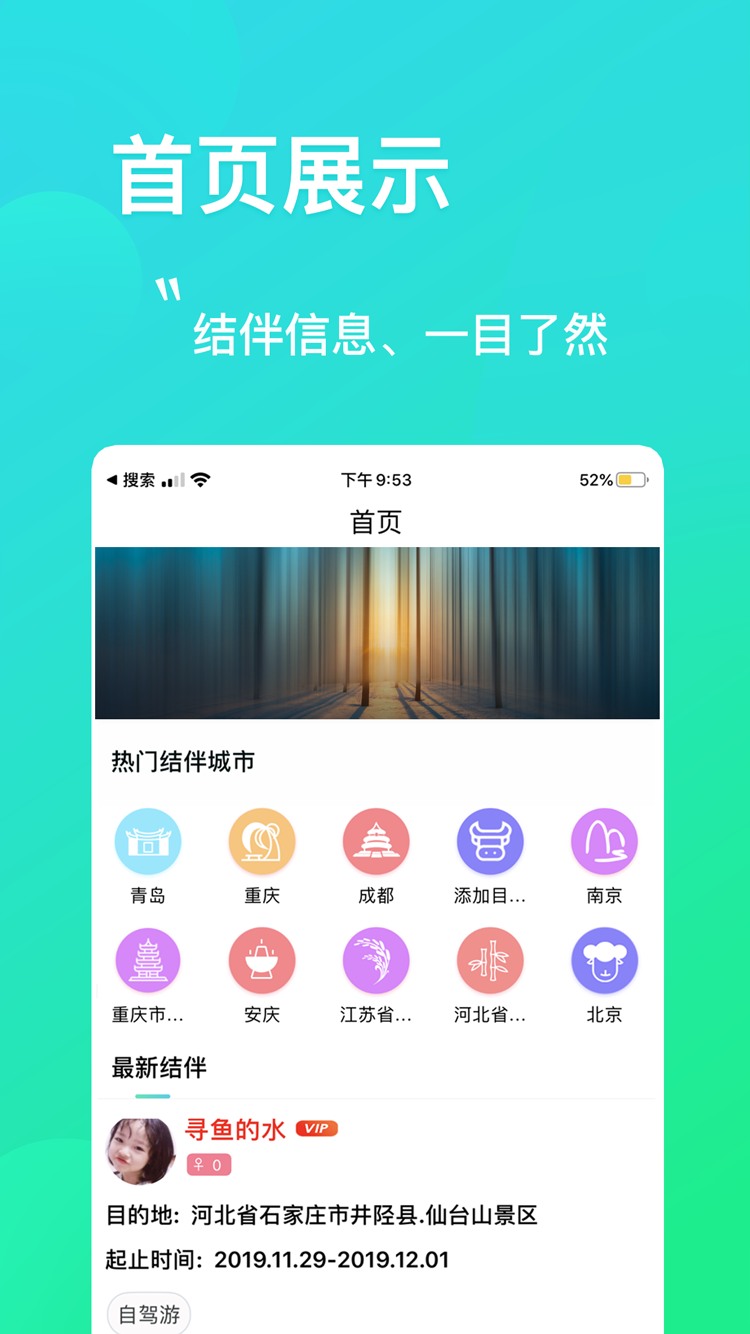 首页展示
"
结伴信息、一目了然
搜索 下午 9:53 52%
首页
热门结伴城市
青岛 重庆 成都 添加目... 南京
重庆市... 安庆 江苏省... 河北省... 北京
最新结伴
寻鱼的水 VIP
♀ 0
目的地: 河北省石家庄市井陉县.仙台山景区
起止时间: 2019.11.29-2019.12.01
自驾游